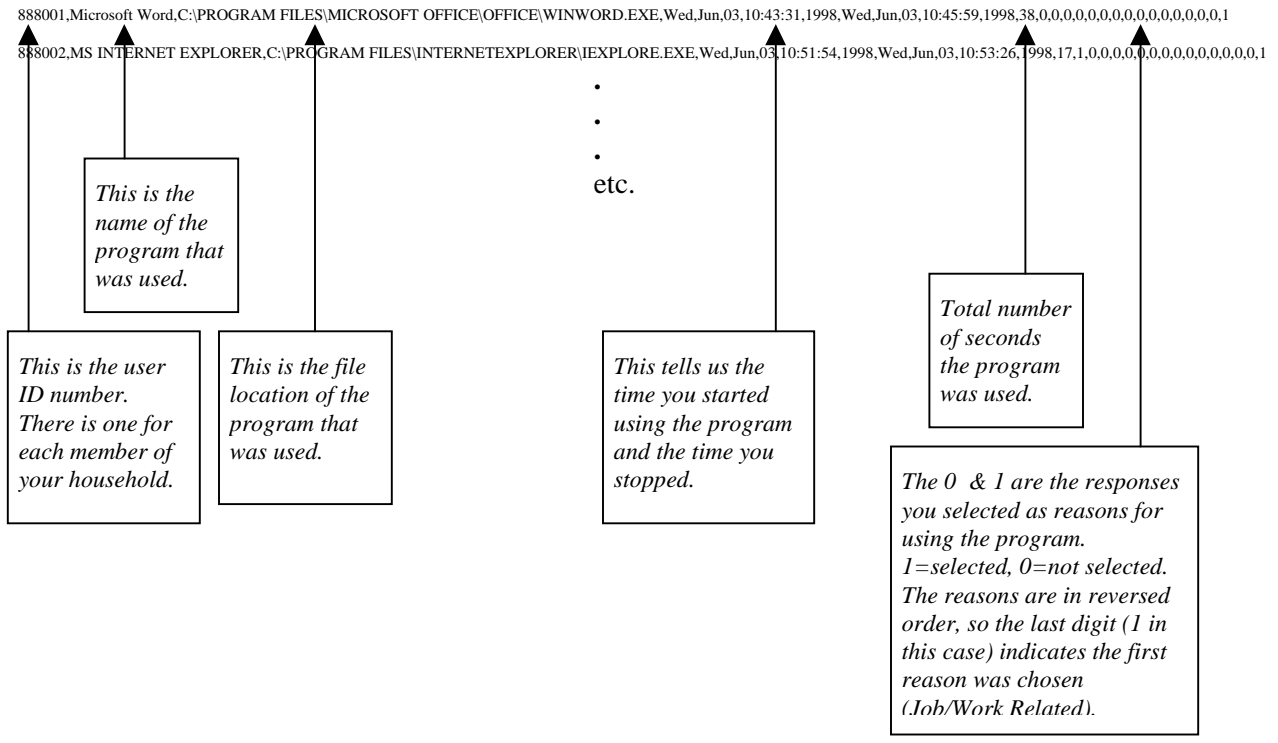 888001,Microsoft Word,C:\PROGRAM FILES\MICROSOFT OFFICE\OFFICE\WINWORD.EXE,Wed,Jun,03,10:43:31,1998,Wed,Jun,03,10:45:59,1998,38,0,0,0,0,0,0,0,0,0,0,0,0,0,0,0,1
888002,MS INTERNET EXPLORER,C:\PROGRAM FILES\INTERNETEXPLORER\IEXPLORE.EXE,Wed,Jun,03,10:51:54,1998,Wed,Jun,03,10:53:26,1998,17,1,0,0,0,0,0,0,0,0,0,0,0,0,0,0,1
.
.
.
etc.
This is the
name of the
program that
was used.
This is the user
ID number.
There is one for
each member of
your household.
This is the file
location of the
program that
was used.
This tells us the
time you started
using the program
and the time you
stopped.
Total number
of seconds
the program
was used.
The 0 & 1 are the responses
you selected as reasons for
using the program.
1=selected, 0=not selected.
The reasons are in reversed
order, so the last digit (1 in
this case) indicates the first
reason was chosen
(Job/Work Related).